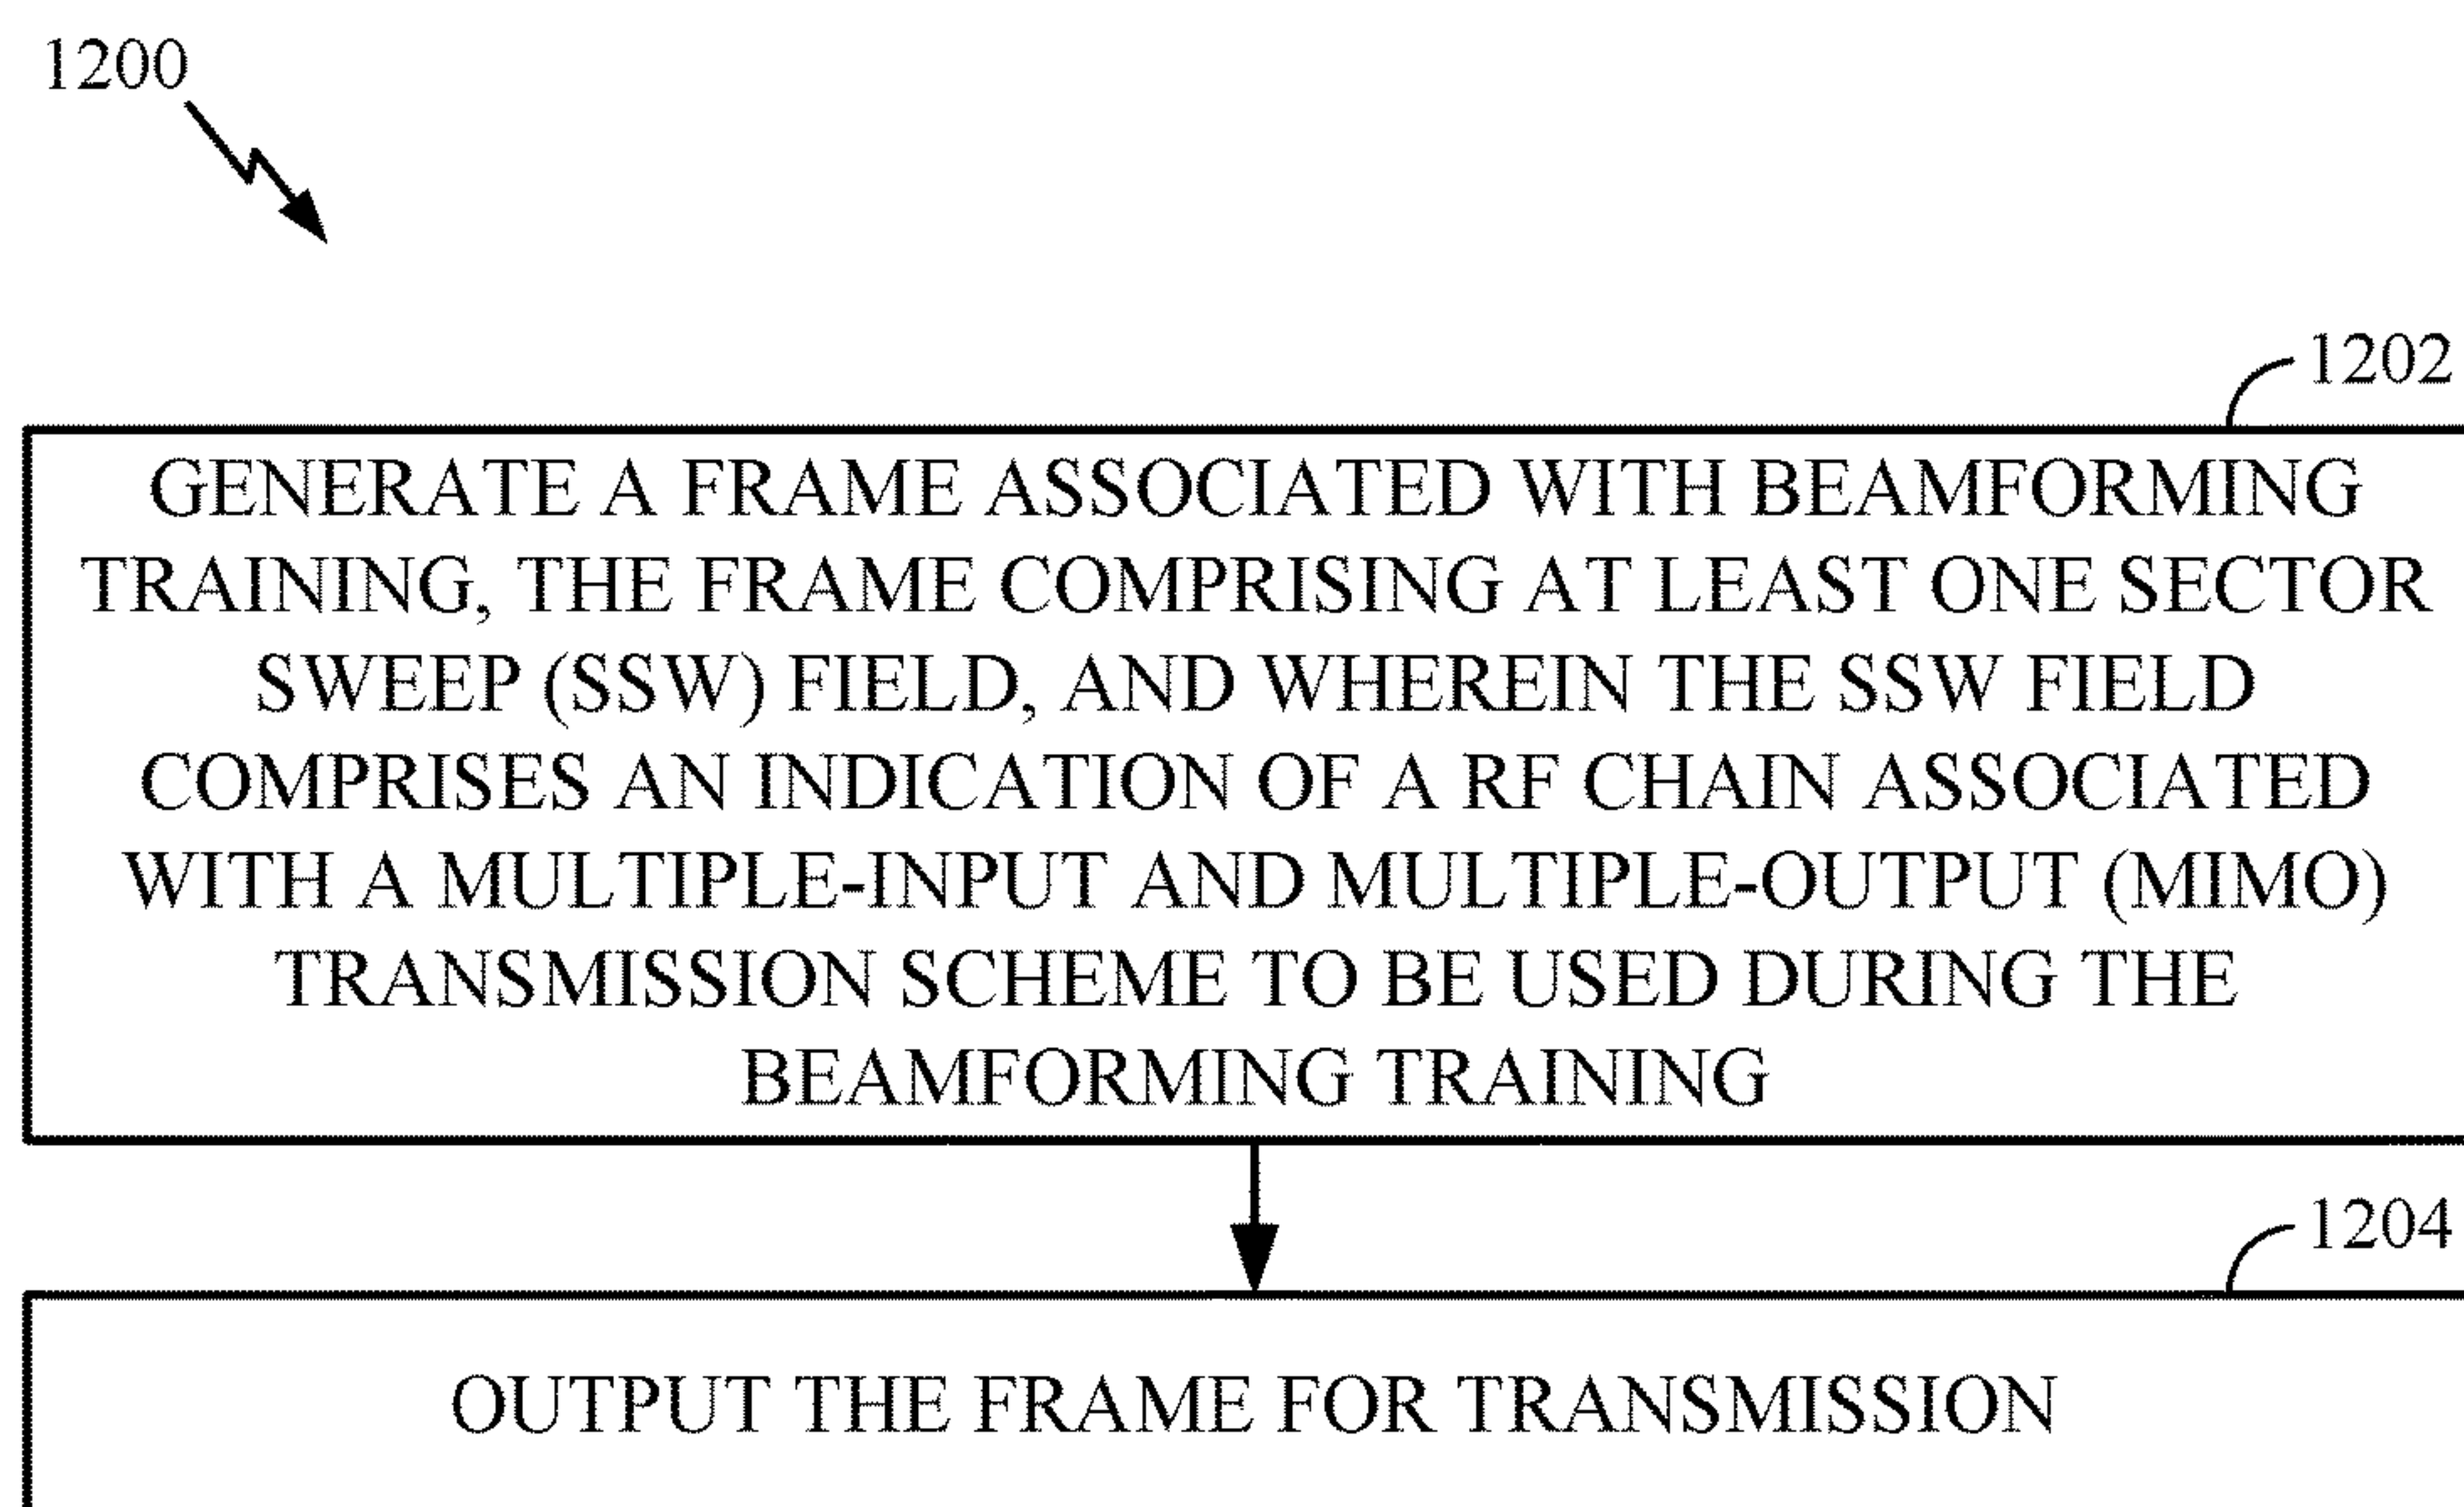 1200
1202
GENERATE A FRAME ASSOCIATED WITH BEAMFORMING
TRAINING, THE FRAME COMPRISING AT LEAST ONE SECTOR
SWEEP (SSW) FIELD, AND WHEREIN THE SSW FIELD
COMPRISES AN INDICATION OF A RF CHAIN ASSOCIATED
WITH A MULTIPLE-INPUT AND MULTIPLE-OUTPUT (MIMO)
TRANSMISSION SCHEME TO BE USED DURING THE
BEAMFORMING TRAINING
1204
OUTPUT THE FRAME FOR TRANSMISSION